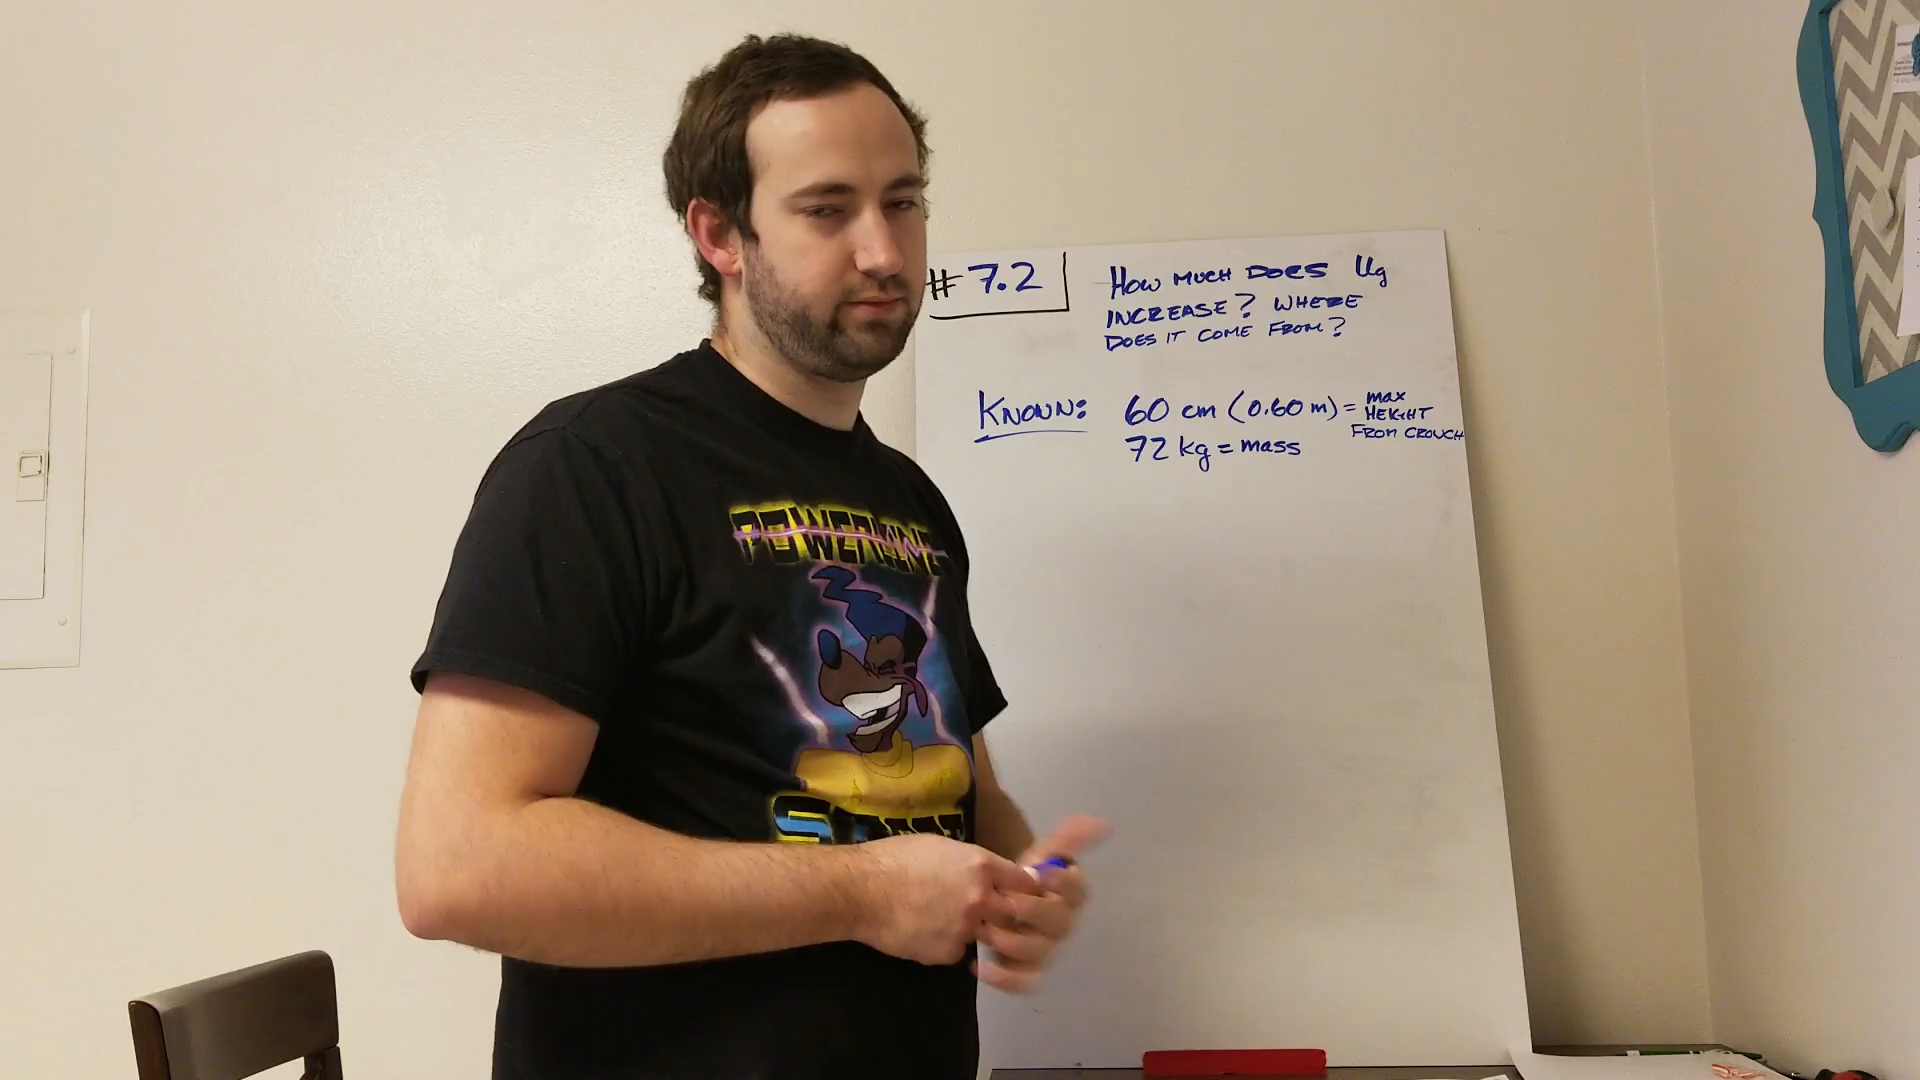 # 7.2
How much does Ug
increase? Where
does it come from?
Known: 60 cm (0.60 m) = max
Height
from crouch
72 kg = mass
POWERLINE